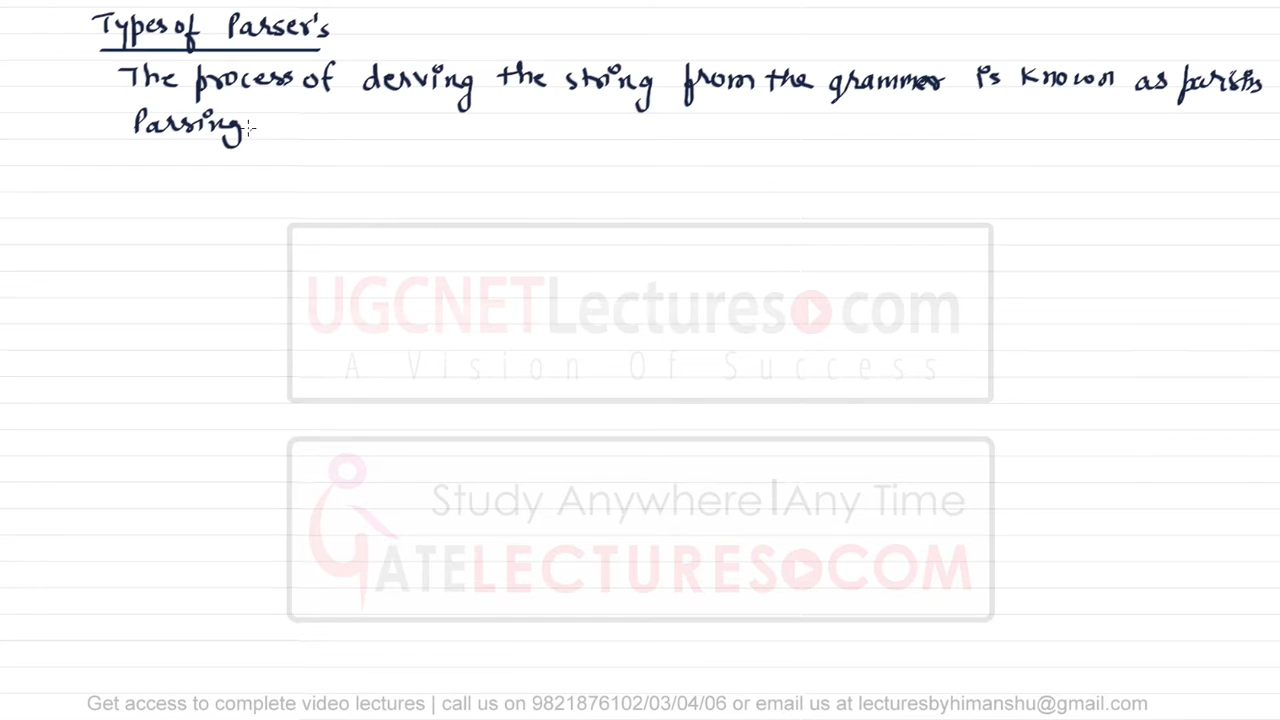 Types of Parser's
The process of derving the string from the grammer is known as
Parsing
UGCNETLectures.com
A Vision Of Success
Study Anywhere|Any Time
GATELECTURES.COM
Get access to complete video lectures | call us on 9821876102/03/04/06 or email us at lecturesbyhimanshu@gmail.com